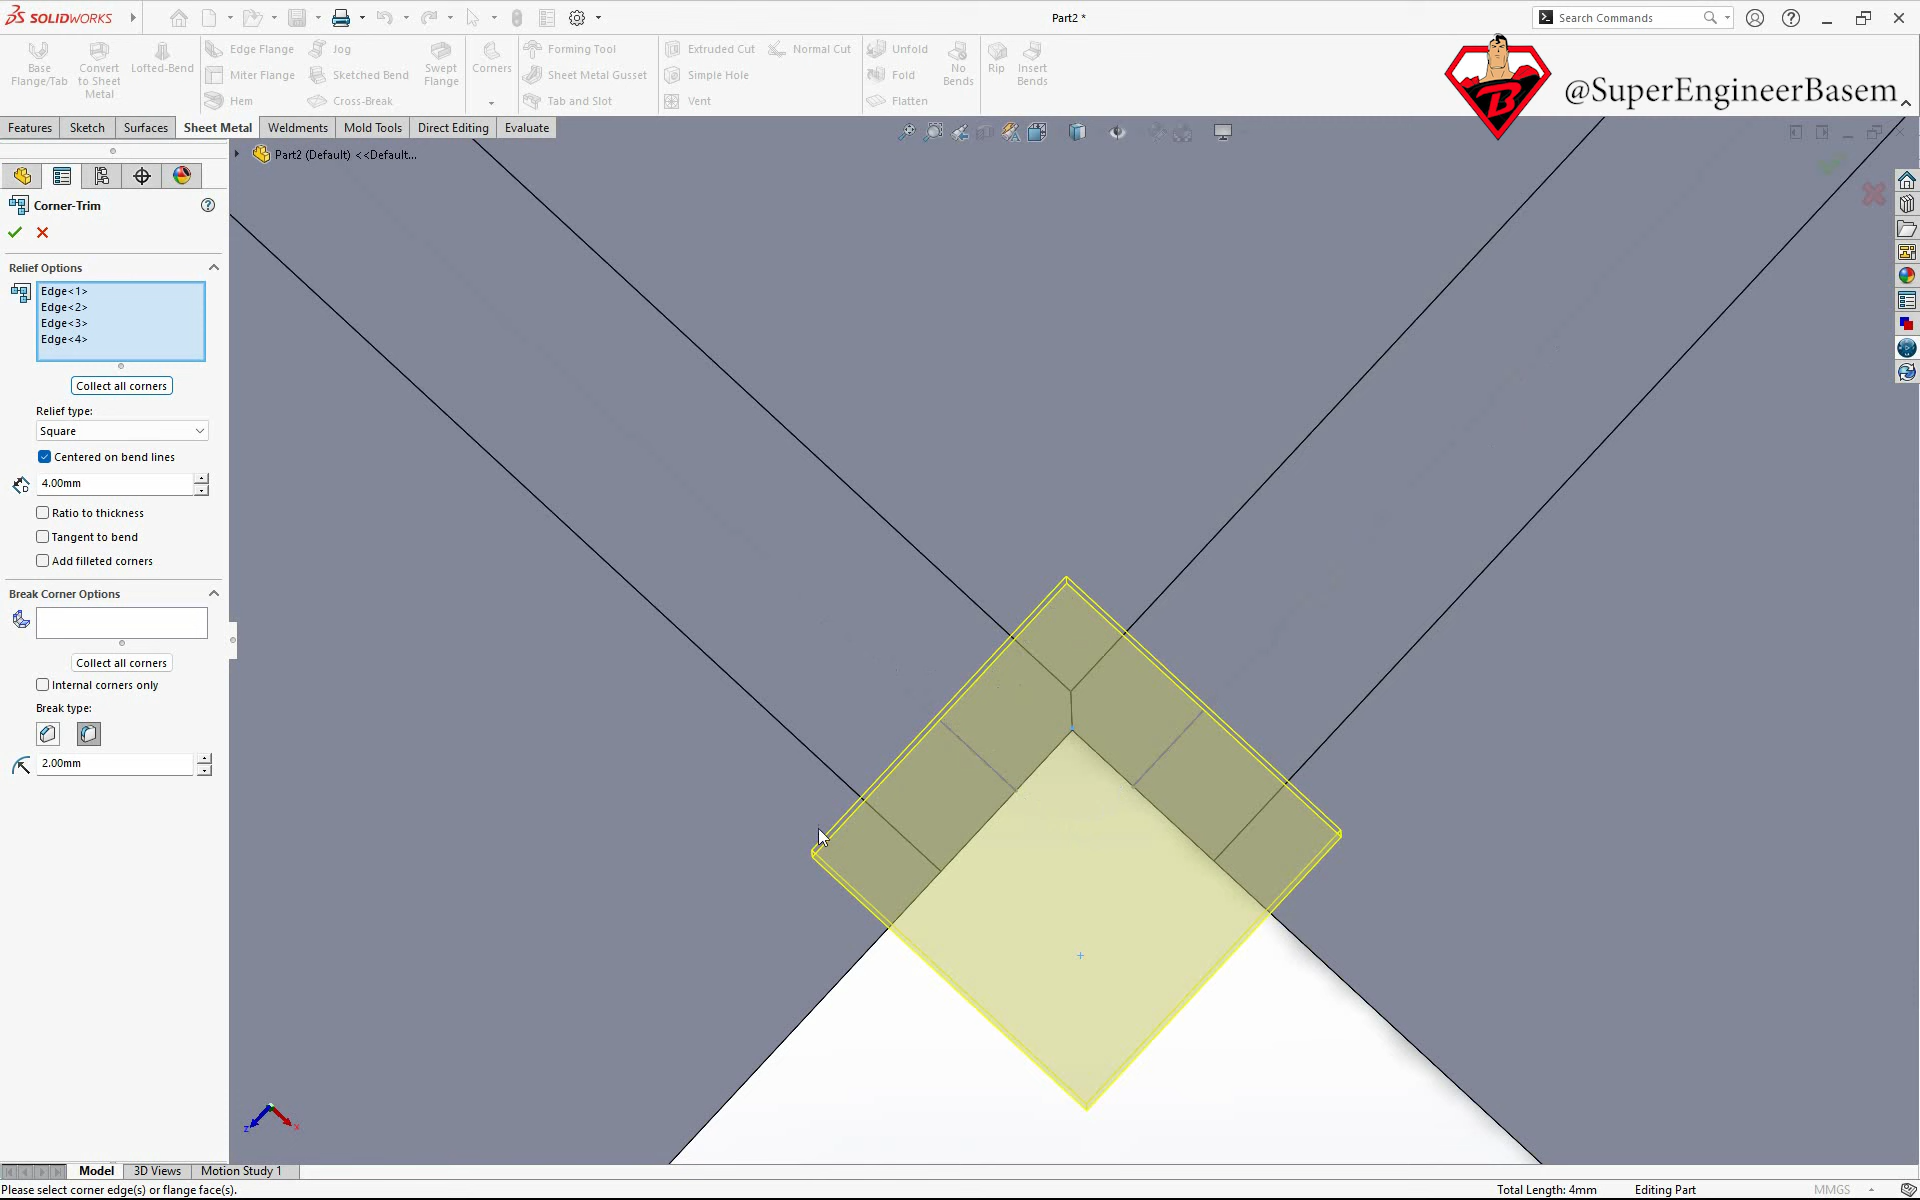 SOLIDWORKS
Part2 *
Search Commands
Base Flange/Tab
Convert to Sheet Metal
Lofted-Bend
Edge Flange
Miter Flange
Hem
Jog
Sketched Bend
Cross-Break
Swept Flange
Corners
Forming Tool
Sheet Metal Gusset
Tab and Slot
Extruded Cut
Simple Hole
Vent
Normal Cut
Unfold
Fold
Flatten
No Bends
Rip
Insert Bends
B
@SuperEngineerBasem
Features
Sketch
Surfaces
Sheet Metal
Weldments
Mold Tools
Direct Editing
Evaluate
Part2 (Default) <<Default...
Corner-Trim
Relief Options
Edge<1>
Edge<2>
Edge<3>
Edge<4>
Collect all corners
Relief type:
Square
Centered on bend lines
4.00mm
Ratio to thickness
Tangent to bend
Add filleted corners
Break Corner Options
Collect all corners
Internal corners only
Break type:
2.00mm
z
x
Model
3D Views
Motion Study 1
Please select corner edge(s) or flange face(s).
Total Length: 4mm
Editing Part
MMGS